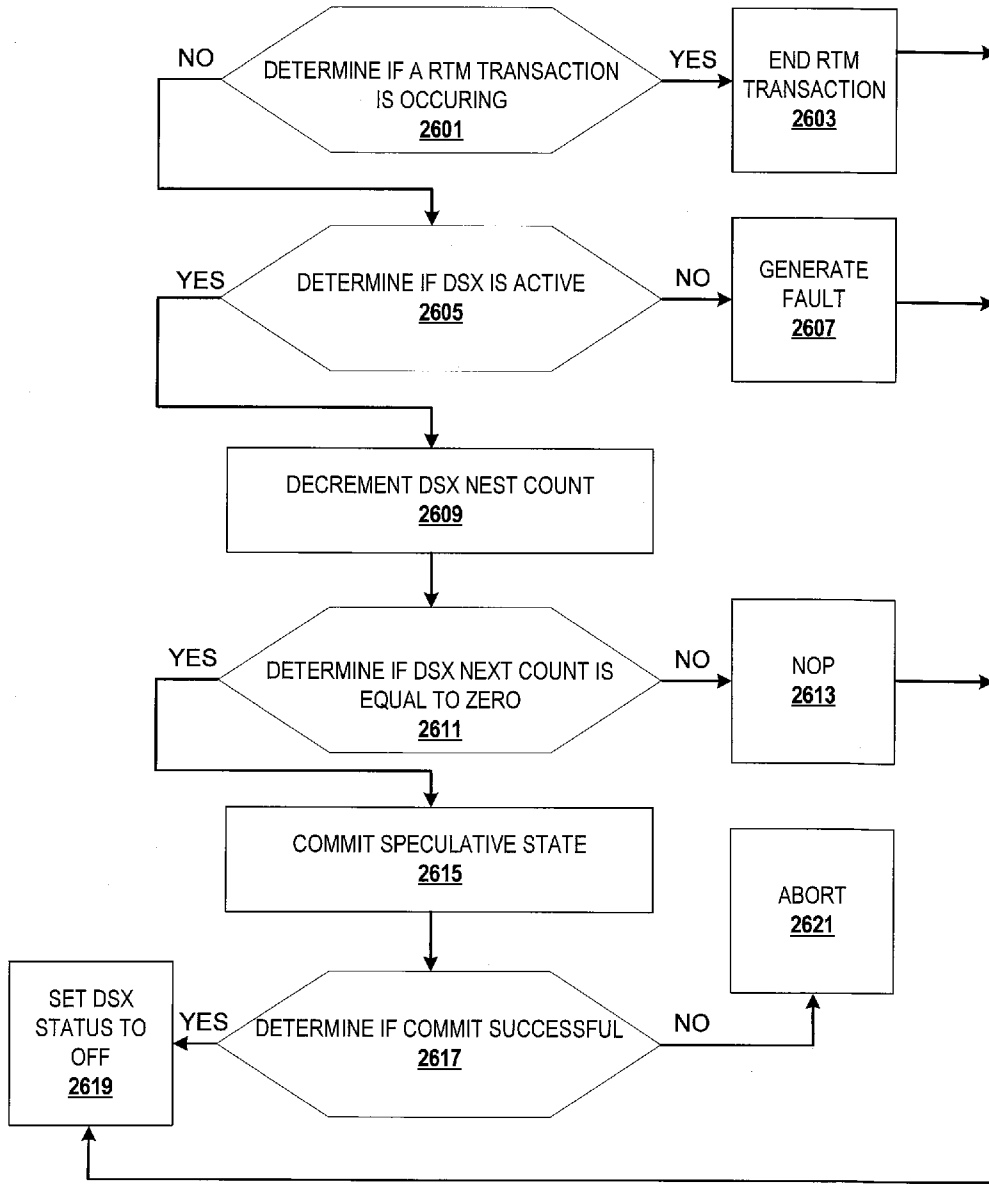 NO
DETERMINE IF A RTM TRANSACTION
IS OCCURING
2601
YES
END RTM
TRANSACTION
2603
YES
DETERMINE IF DSX IS ACTIVE
2605
NO
GENERATE
FAULT
2607
DECREMENT DSX NEST COUNT
2609
YES
DETERMINE IF DSX NEXT COUNT IS
EQUAL TO ZERO
2611
NO
NOP
2613
COMMIT SPECULATIVE STATE
2615
ABORT
2621
SET DSX
STATUS TO
OFF
2619
YES
DETERMINE IF COMMIT SUCCESSFUL
2617
NO